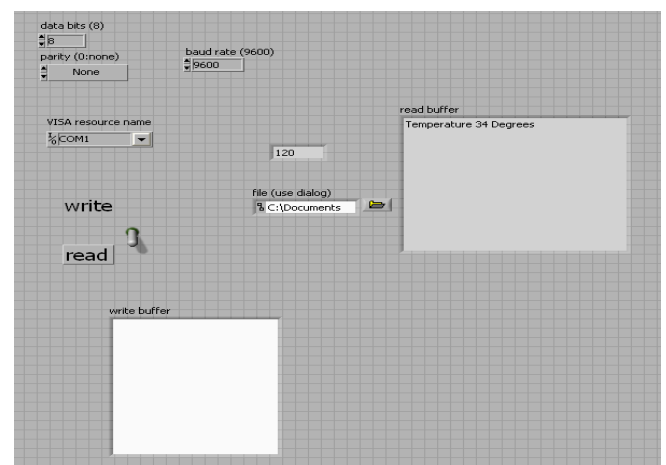 data bits (8)
8
parity (0:none)
None
baud rate (9600)
9600
VISA resource name
COM1
120
read buffer
Temperature 34 Degrees
file (use dialog)
C:\Documents
write
read
write buffer